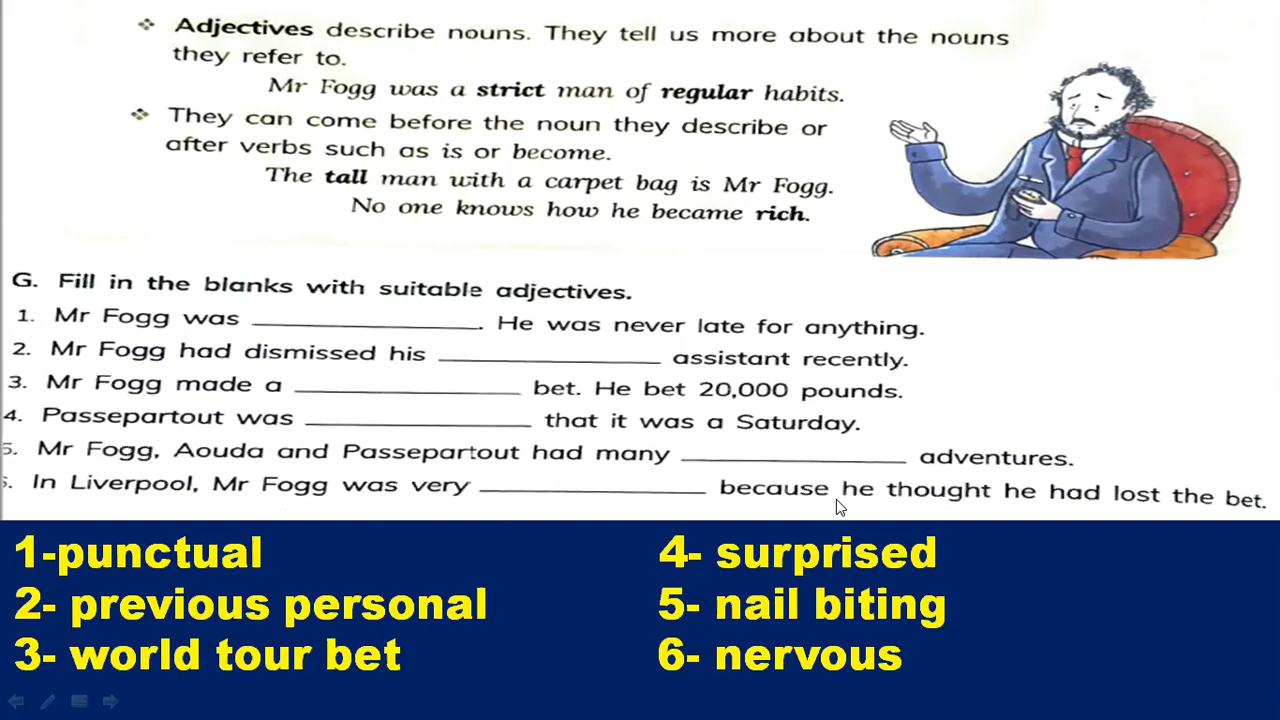 ❖ Adjectives describe nouns. They tell us more about the nouns
they refer to.
Mr Fogg was a strict man of regular habits.
❖ They can come before the noun they describe or
after verbs such as is or become.
The tall man with a carpet bag is Mr Fogg.
No one knows how he became rich.
G. Fill in the blanks with suitable adjectives.
1. Mr Fogg was ____________. He was never late for anything.
2. Mr Fogg had dismissed his ____________ assistant recently.
3. Mr Fogg made a ____________ bet. He bet 20,000 pounds.
4. Passepartout was ____________ that it was a Saturday.
5. Mr Fogg, Aouda and Passepartout had many ____________ adventures.
. In Liverpool, Mr Fogg was very ____________ because he thought he had lost the bet.
1-punctual
2- previous personal
3- world tour bet
4- surprised
5- nail biting
6- nervous